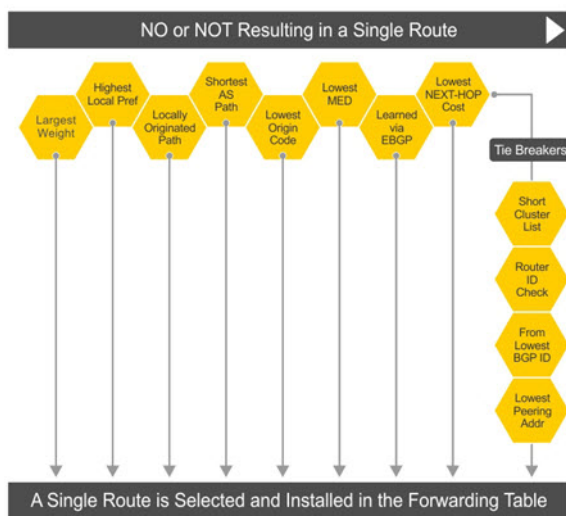 NO or NOT Resulting in a Single Route
Largest
Weight
Highest
Local Pref
Locally
Originated
Path
Shortest
AS
Path
Lowest
Origin
Code
Lowest
MED
Learned
via
EBGP
Lowest
NEXT-HOP
Cost
Tie Breakers
Short
Cluster
List
Router
ID
Check
From
Lowest
BGP ID
Lowest
Peering
Addr
A Single Route is Selected and Installed in the Forwarding Table